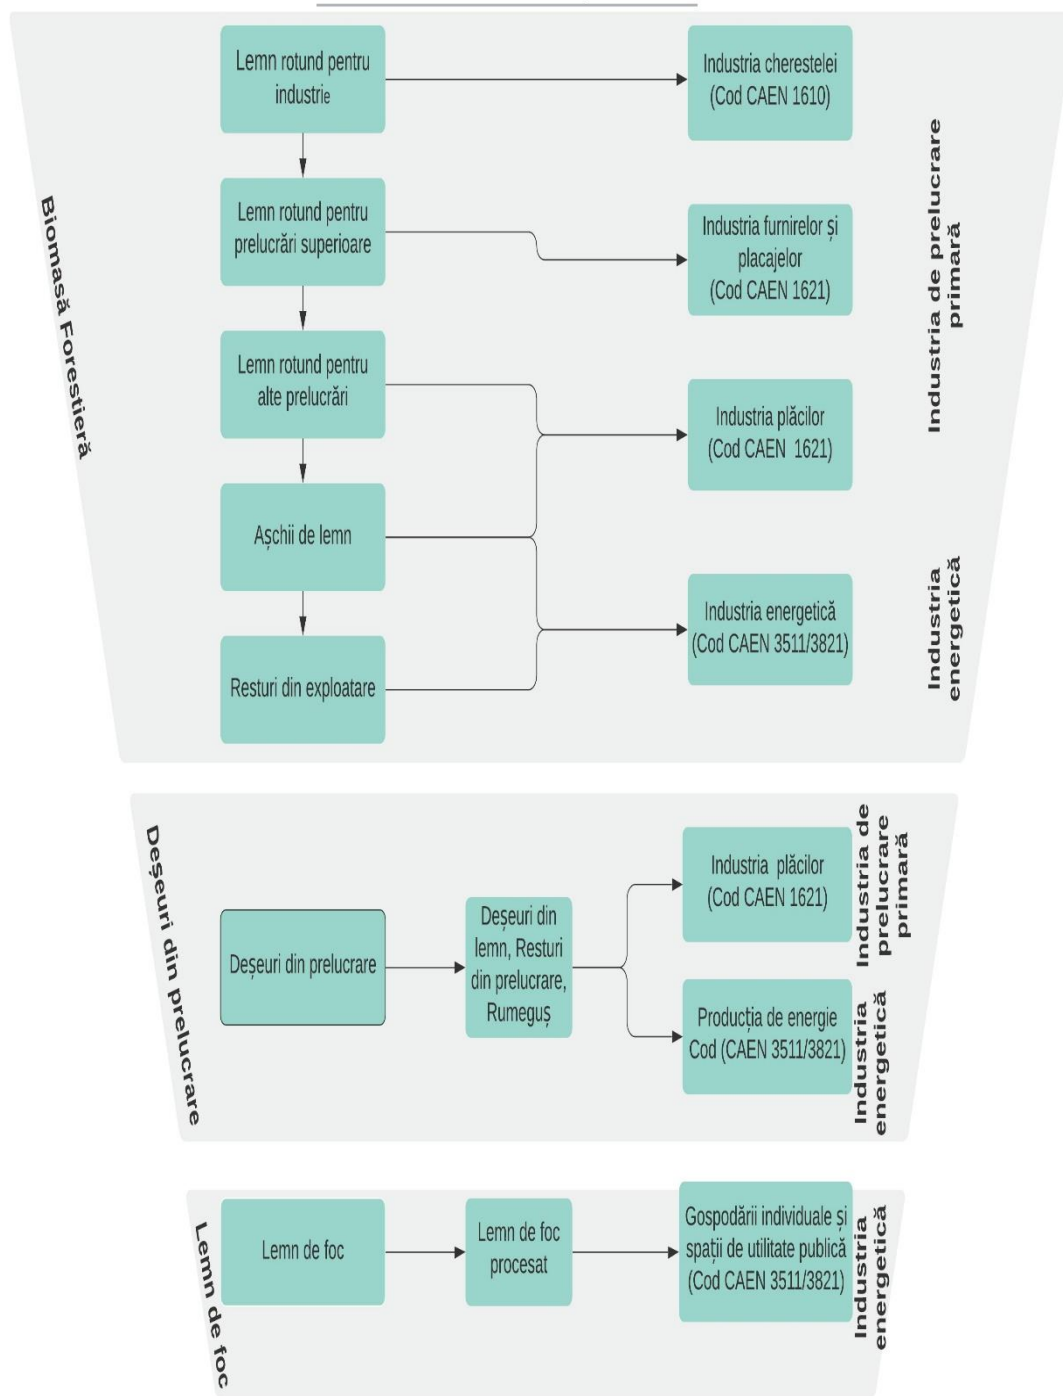 Biomasă Forestieră
Lemn rotund pentru
industrie
Industria cherestelei
(Cod CAEN 1610)
Lemn rotund pentru
prelucrări superioare
Industria furnirelor și
placajelor
(Cod CAEN 1621)
Lemn rotund pentru
alte prelucrări
Industria plăcilor
(Cod CAEN 1621)
Așchii de lemn
Industria energetică
(Cod CAEN 3511/3821)
Resturi din exploatare
Industria de prelucrare
primară
Industria
energetică
Deșeuri din prelucrare
Deșeuri din prelucrare
Deșeuri din
lemn, Resturi
din prelucrare,
Rumeguș
Industria plăcilor
(Cod CAEN 1621)
Producția de energie
Cod (CAEN 3511/3821)
Industria de
prelucrare
primară
Industria
energetică
Lemn de foc
Lemn de foc
Lemn de foc
procesat
Gospodării individuale și
spații de utilitate publică
(Cod CAEN 3511/3821)
Industria
energetică